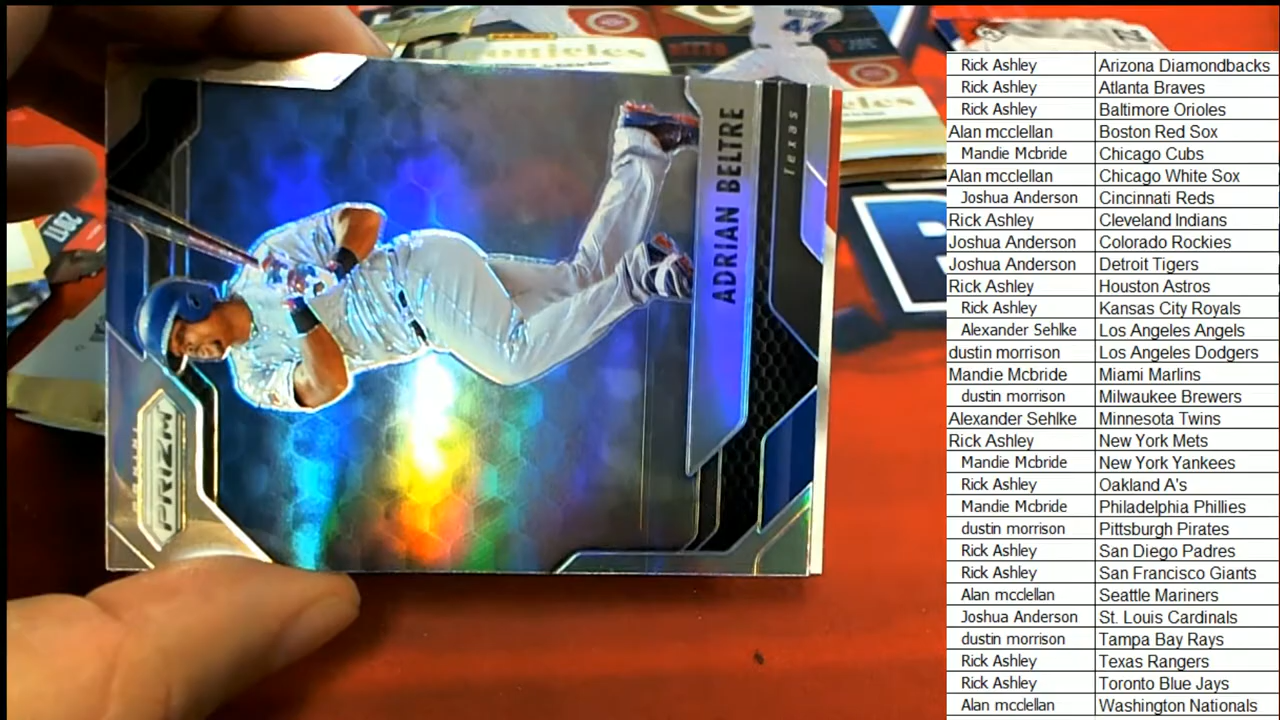 ADRIAN BELTRE
Texas
PANINI
PRIZM
PANINI
47
2017
Rick Ashley Arizona Diamondbacks
Rick Ashley Atlanta Braves
Rick Ashley Baltimore Orioles
Alan mcclellan Boston Red Sox
Mandie Mcbride Chicago Cubs
Alan mcclellan Chicago White Sox
Joshua Anderson Cincinnati Reds
Rick Ashley Cleveland Indians
Joshua Anderson Colorado Rockies
Joshua Anderson Detroit Tigers
Rick Ashley Houston Astros
Rick Ashley Kansas City Royals
Alexander Sehlke Los Angeles Angels
dustin morrison Los Angeles Dodgers
Mandie Mcbride Miami Marlins
dustin morrison Milwaukee Brewers
Alexander Sehlke Minnesota Twins
Rick Ashley New York Mets
Mandie Mcbride New York Yankees
Rick Ashley Oakland A's
Mandie Mcbride Philadelphia Phillies
dustin morrison Pittsburgh Pirates
Rick Ashley San Diego Padres
Rick Ashley San Francisco Giants
Alan mcclellan Seattle Mariners
Joshua Anderson St. Louis Cardinals
dustin morrison Tampa Bay Rays
Rick Ashley Texas Rangers
Rick Ashley Toronto Blue Jays
Alan mcclellan Washington Nationals